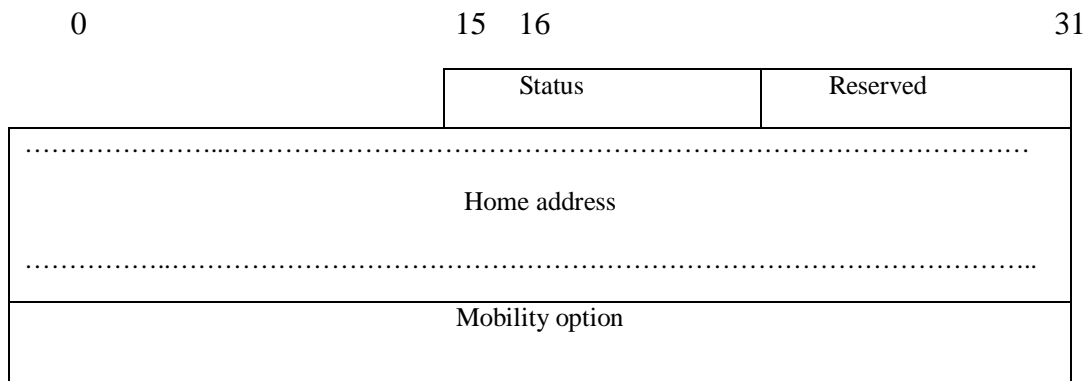 0 15 16 31
Status Reserved
…………………...……………………………………………………………………………
Home address
……………..…………………………………………………………………………………..
Mobility option